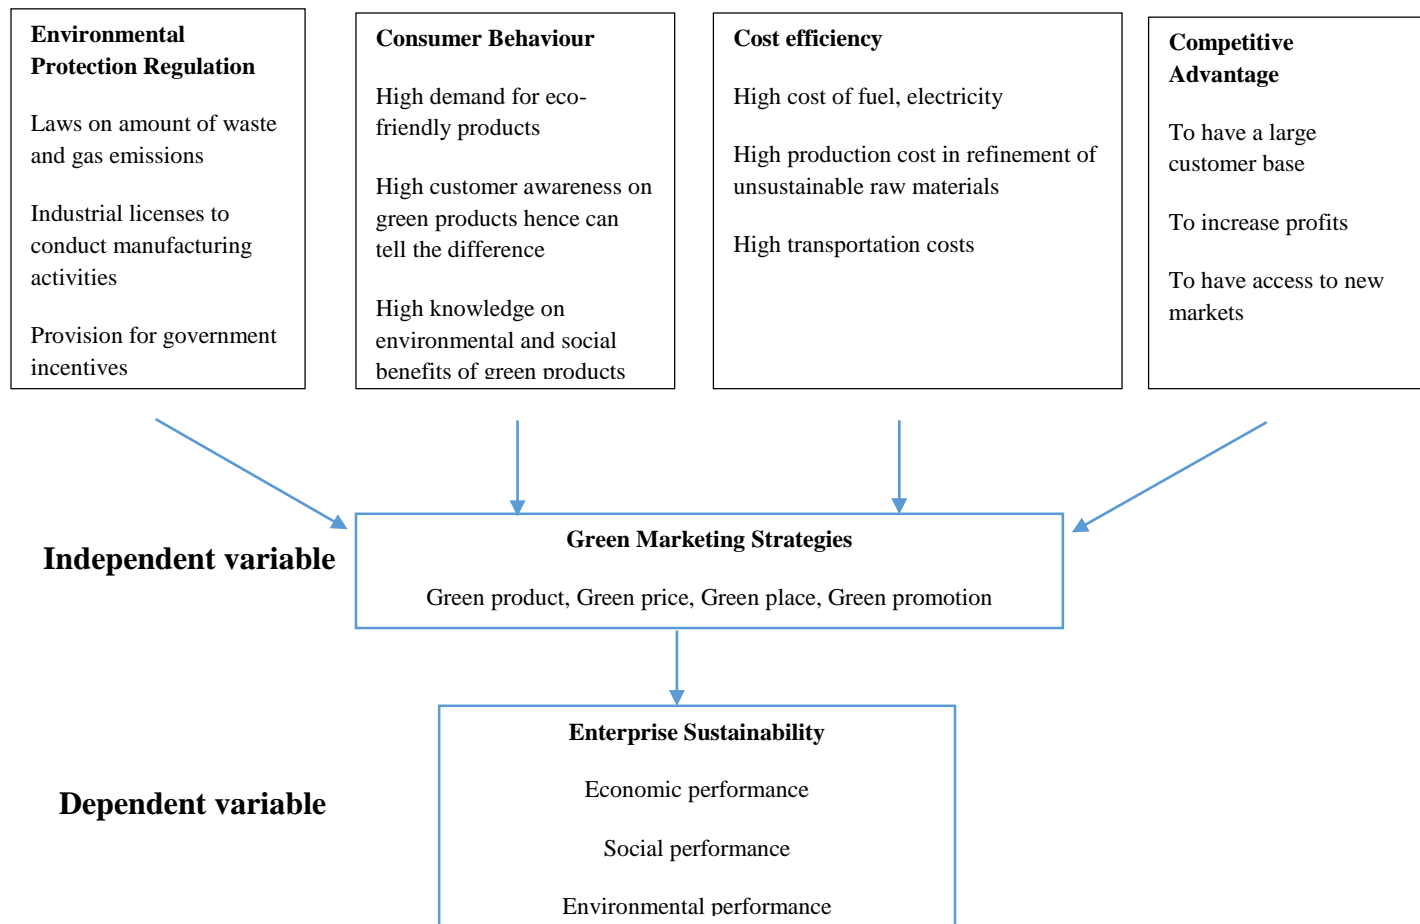 Environmental
Protection Regulation
Laws on amount of waste
and gas emissions
Industrial licenses to
conduct manufacturing
activities
Provision for government
incentives
Consumer Behaviour
High demand for eco-
friendly products
High customer awareness on
green products hence can
tell the difference
High knowledge on
environmental and social
benefits of green products
Cost efficiency
High cost of fuel, electricity
High production cost in refinement of
unsustainable raw materials
High transportation costs
Competitive
Advantage
To have a large
customer base
To increase profits
To have access to new
markets
Independent variable
Green Marketing Strategies
Green product, Green price, Green place, Green promotion
Dependent variable
Enterprise Sustainability
Economic performance
Social performance
Environmental performance